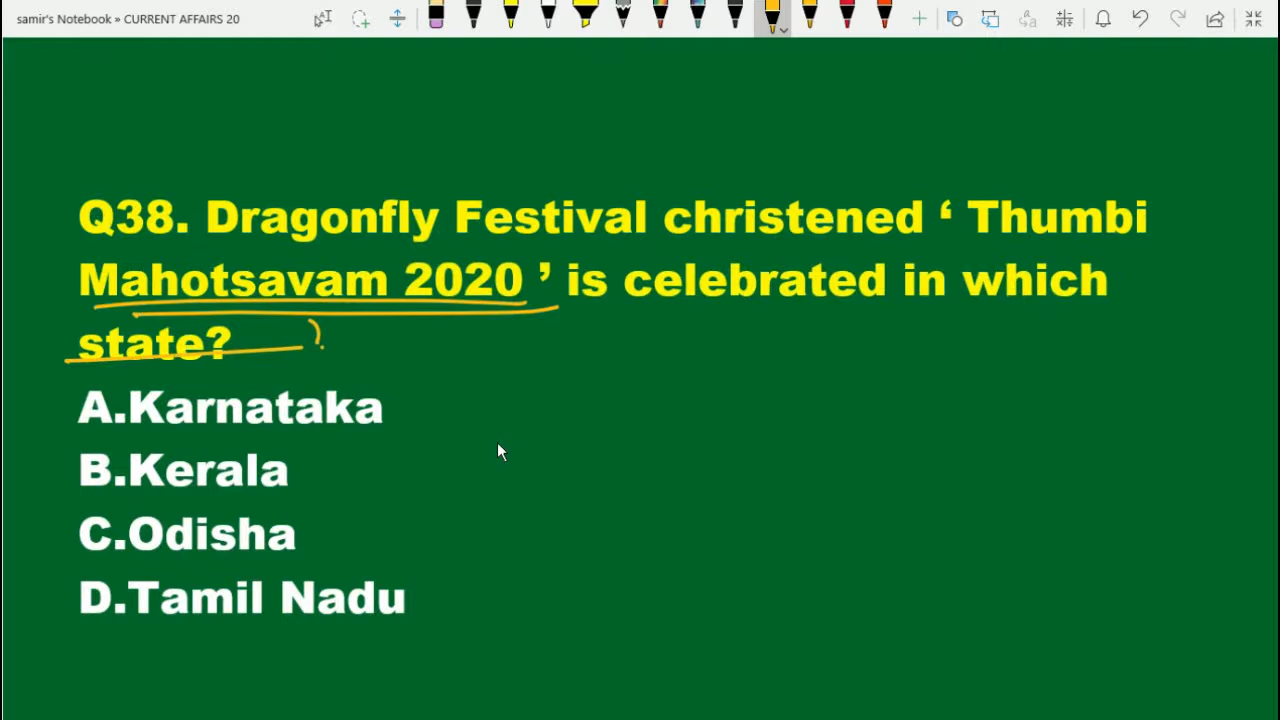 samir's Notebook » CURRENT AFFAIRS 20
Q38. Dragonfly Festival christened ‘ Thumbi
Mahotsavam 2020 ’ is celebrated in which
state?
A.Karnataka
B.Kerala
C.Odisha
D.Tamil Nadu